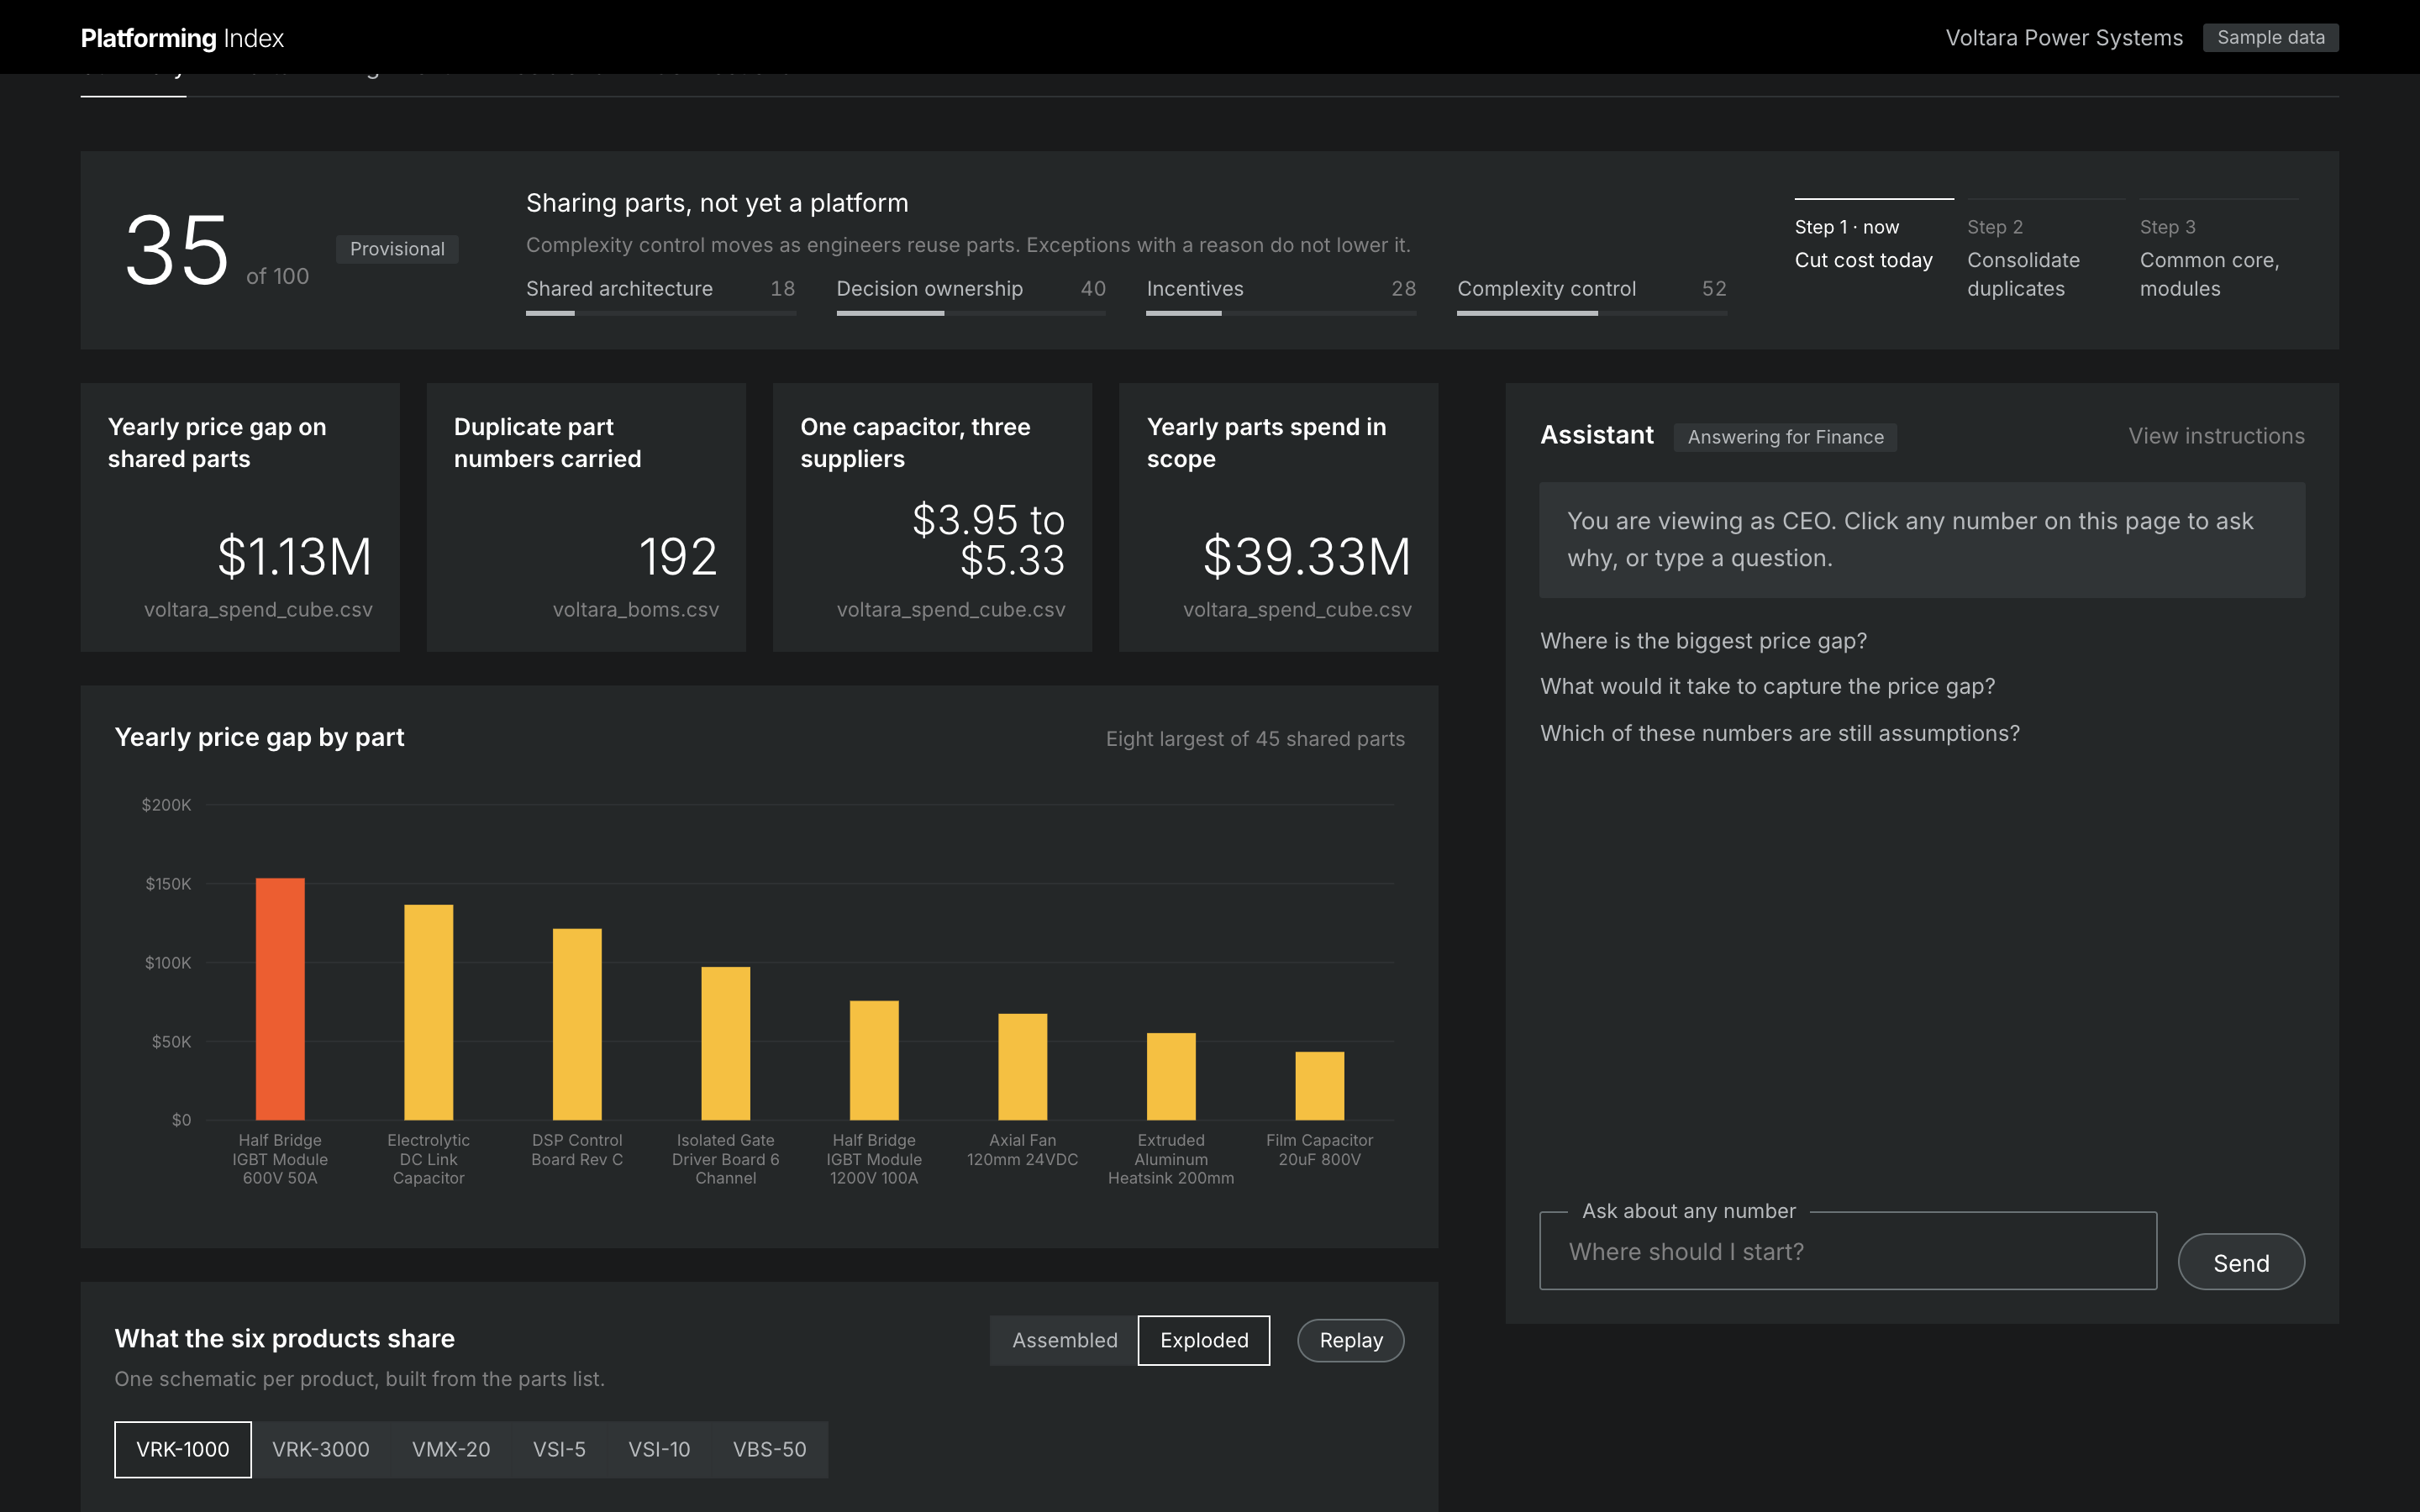 Platforming Index
Voltara Power Systems
Sample data
35 of 100
Provisional
Sharing parts, not yet a platform
Complexity control moves as engineers reuse parts. Exceptions with a reason do not lower it.
Shared architecture 18
Decision ownership 40
Incentives 28
Complexity control 52
Step 1 · now
Cut cost today
Step 2
Consolidate
duplicates
Step 3
Common core,
modules
Yearly price gap on
shared parts
$1.13M
voltara_spend_cube.csv
Duplicate part
numbers carried
192
voltara_boms.csv
One capacitor, three
suppliers
$3.95 to
$5.33
voltara_spend_cube.csv
Yearly parts spend in
scope
$39.33M
voltara_spend_cube.csv
Assistant
Answering for Finance
View instructions
You are viewing as CEO. Click any number on this page to ask
why, or type a question.
Where is the biggest price gap?
What would it take to capture the price gap?
Which of these numbers are still assumptions?
Ask about any number
Where should I start?
Send
Yearly price gap by part
Eight largest of 45 shared parts
$200K
$150K
$100K
$50K
$0
Half Bridge
IGBT Module
600V 50A
Electrolytic
DC Link
Capacitor
DSP Control
Board Rev C
Isolated Gate
Driver Board 6
Channel
Half Bridge
IGBT Module
1200V 100A
Axial Fan
120mm 24VDC
Extruded
Aluminum
Heatsink 200mm
Film Capacitor
20uF 800V
What the six products share
One schematic per product, built from the parts list.
Assembled
Exploded
Replay
VRK-1000
VRK-3000
VMX-20
VSI-5
VSI-10
VBS-50